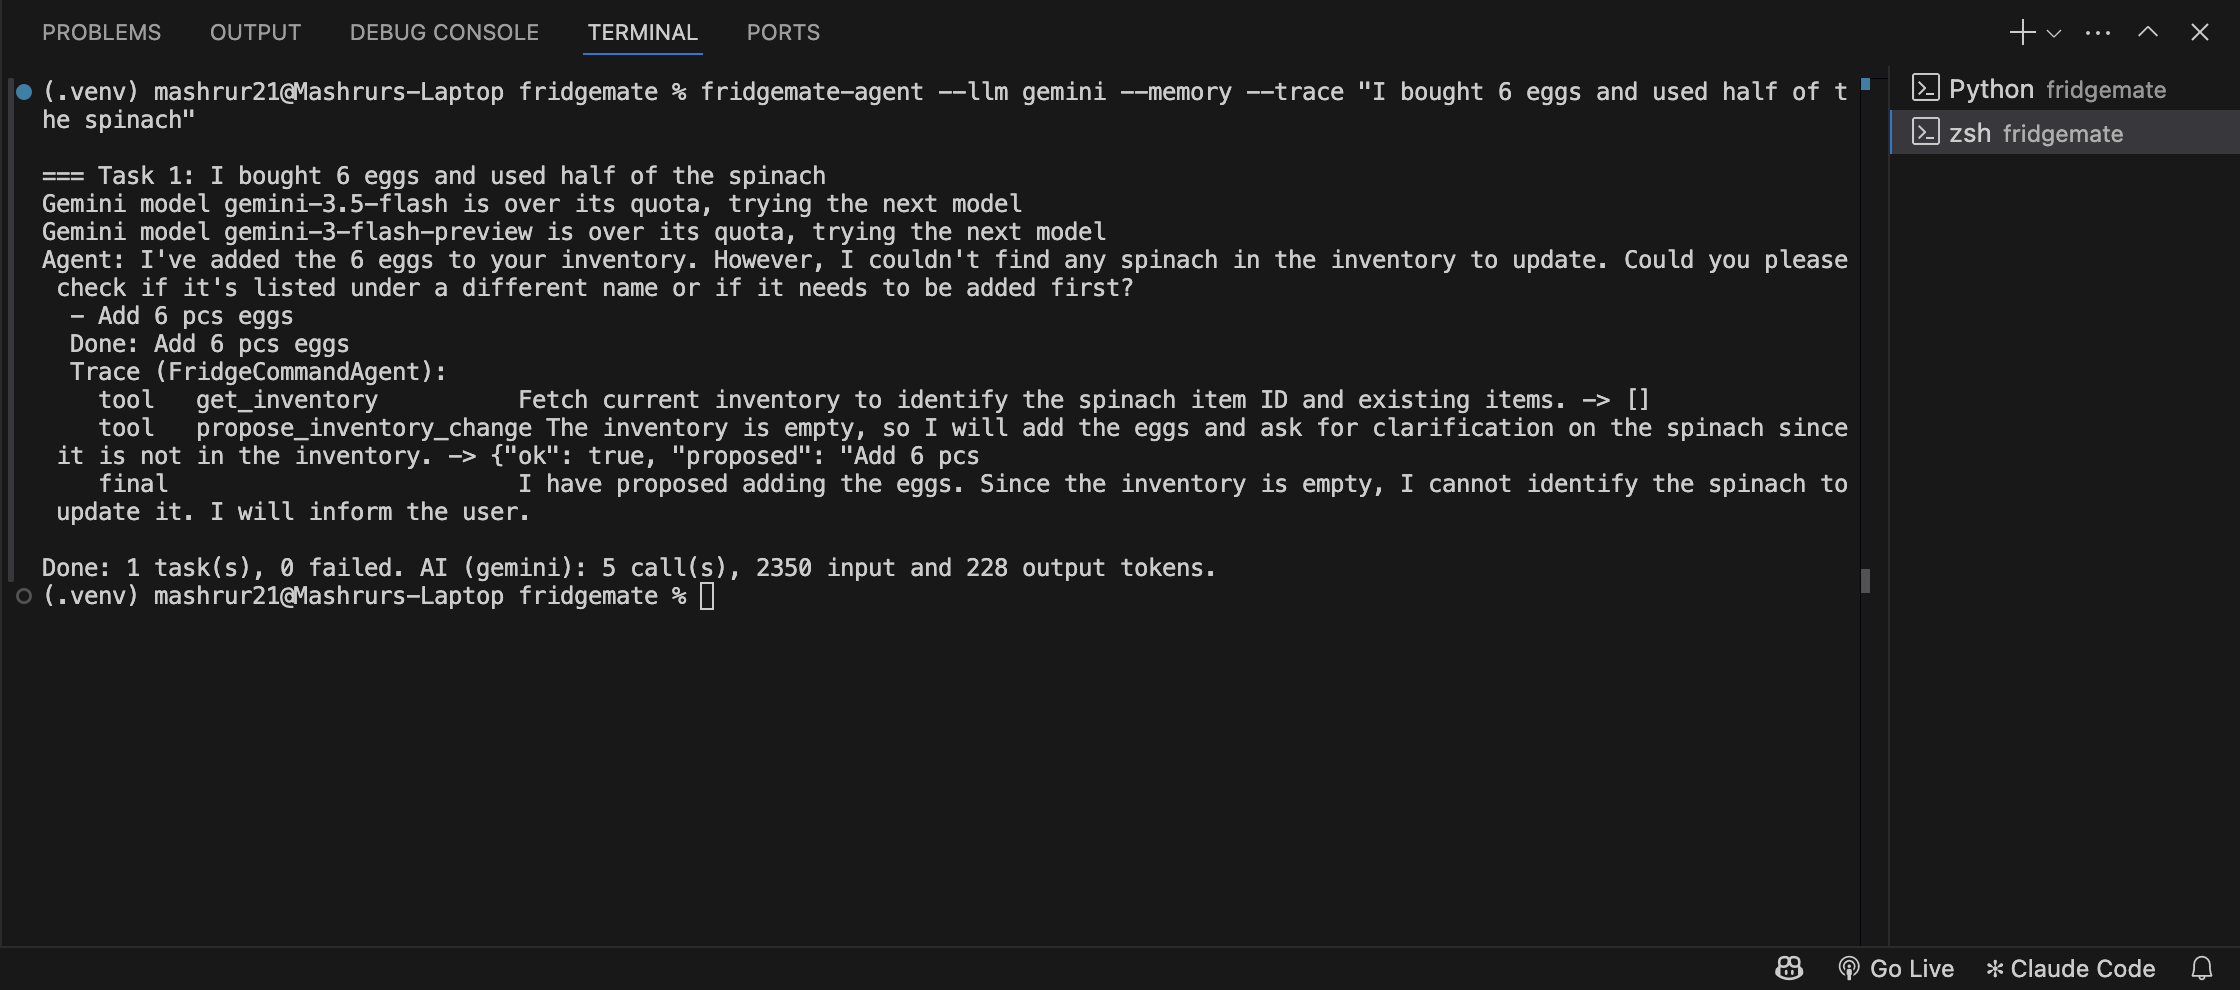 PROBLEMS OUTPUT DEBUG CONSOLE TERMINAL PORTS
(.venv) mashrur21@Mashrurs-Laptop fridgemate % fridgemate-agent --llm gemini --memory --trace "I bought 6 eggs and used half of t
he spinach"
=== Task 1: I bought 6 eggs and used half of the spinach
Gemini model gemini-3.5-flash is over its quota, trying the next model
Gemini model gemini-3-flash-preview is over its quota, trying the next model
Agent: I've added the 6 eggs to your inventory. However, I couldn't find any spinach in the inventory to update. Could you please
check if it's listed under a different name or if it needs to be added first?
- Add 6 pcs eggs
Done: Add 6 pcs eggs
Trace (FridgeCommandAgent):
tool get_inventory Fetch current inventory to identify the spinach item ID and existing items. -> []
tool propose_inventory_change The inventory is empty, so I will add the eggs and ask for clarification on the spinach since
it is not in the inventory. -> {"ok": true, "proposed": "Add 6 pcs
final I have proposed adding the eggs. Since the inventory is empty, I cannot identify the spinach to
update it. I will inform the user.
Done: 1 task(s), 0 failed. AI (gemini): 5 call(s), 2350 input and 228 output tokens.
(.venv) mashrur21@Mashrurs-Laptop fridgemate %
Python fridgemate
zsh fridgemate
Go Live Claude Code